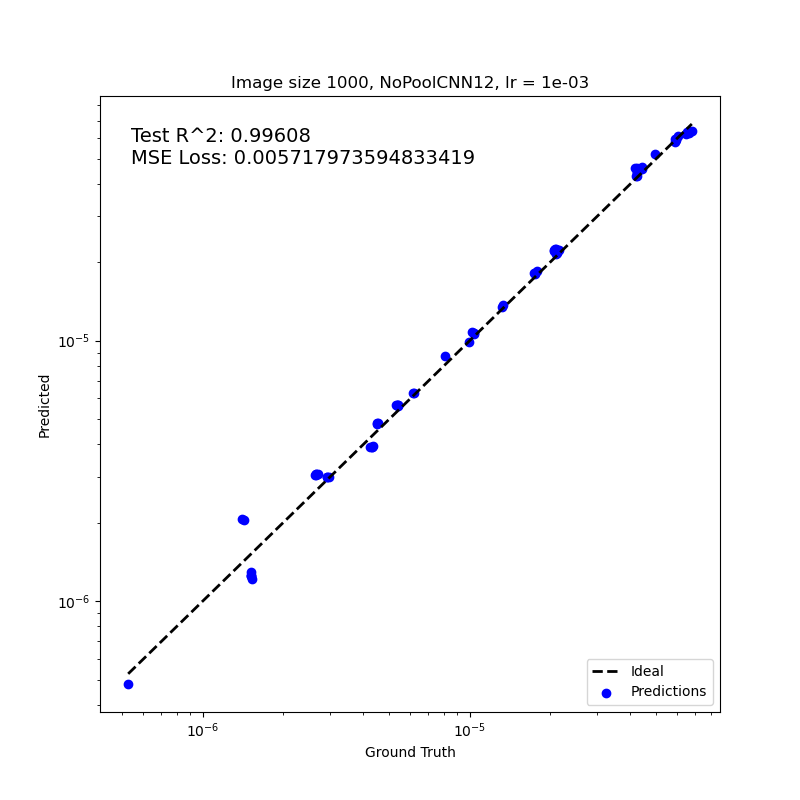 Image size 1000, NoPoolCNN12, lr = 1e-03
Test R^2: 0.99608
MSE Loss: 0.005717973594833419
10⁻⁵
10⁻⁶
Predicted
Ideal
Predictions
10⁻⁶
10⁻⁵
Ground Truth